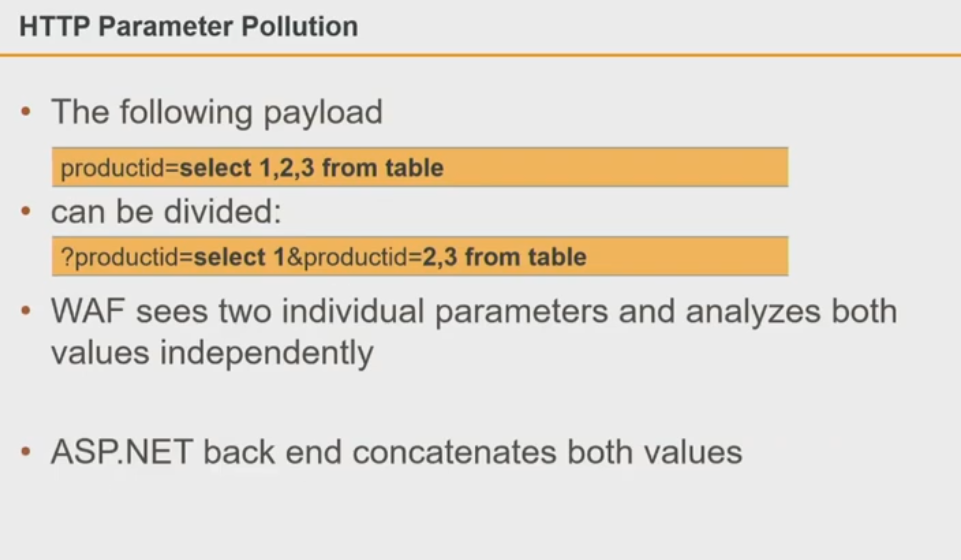 HTTP Parameter Pollution
• The following payload
productid=select 1,2,3 from table
• can be divided:
?productid=select 1&productid=2,3 from table
• WAF sees two individual parameters and analyzes both
values independently
• ASP.NET back end concatenates both values